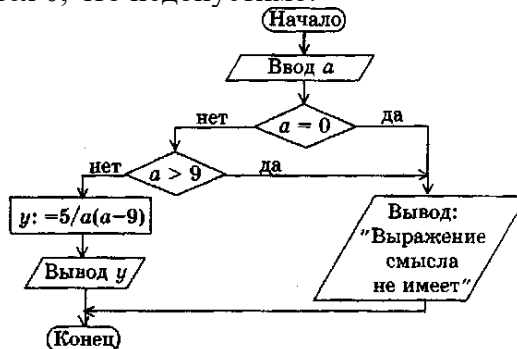 Начало
Ввод a
нет
a = 0
да
нет
a > 9
да
y: =5/a(a−9)
Вывод:
"Выражение
смысла
не имеет"
Вывод y
Конец